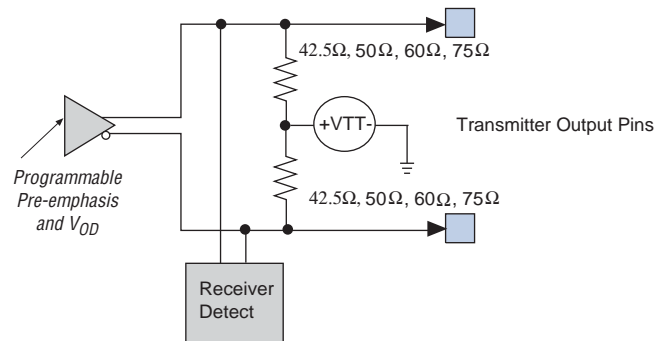 42.5Ω, 50Ω, 60Ω, 75Ω
+VTT-
Transmitter Output Pins
Programmable
Pre-emphasis
and VOD
42.5Ω, 50Ω, 60Ω, 75Ω
Receiver
Detect